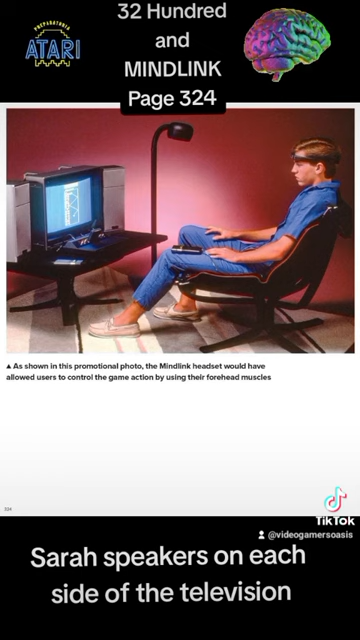 PREPARATORIA
ATARI
32 Hundred
and
MINDLINK
Page 324
▲ As shown in this promotional photo, the Mindlink headset would have
allowed users to control the game action by using their forehead muscles
324
TikTok
@videogamersoasis
Sarah speakers on each
side of the television